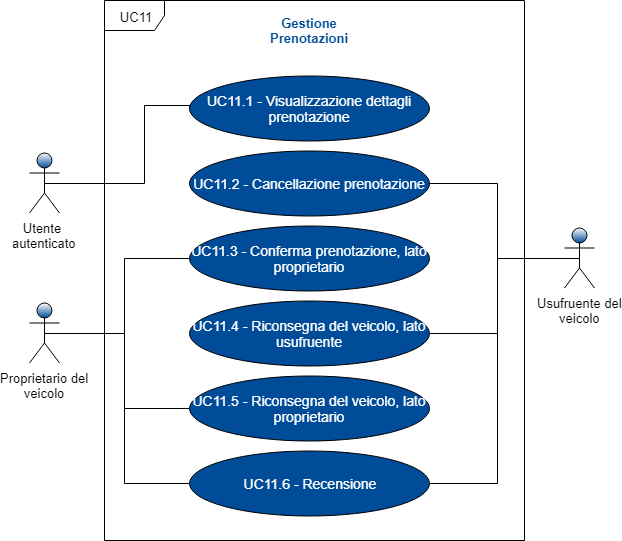 UC11
Gestione
Prenotazioni
UC11.1 - Visualizzazione dettagli
prenotazione
UC11.2 - Cancellazione prenotazione
Utente
autenticato
UC11.3 - Conferma prenotazione, lato
proprietario
Usufruente del
veicolo
UC11.4 - Riconsegna del veicolo, lato
usufruente
Proprietario del
veicolo
UC11.5 - Riconsegna del veicolo, lato
proprietario
UC11.6 - Recensione